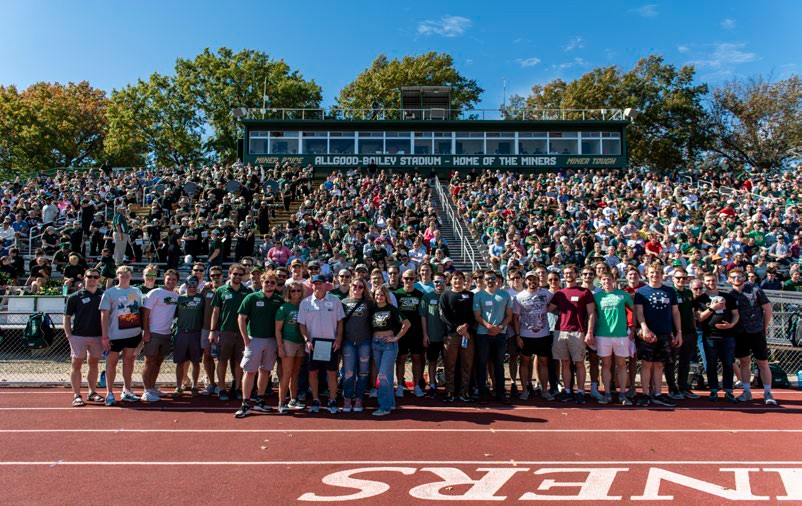 MINER PRIDE ALLGOOD-BAILEY STADIUM - HOME OF THE MINERS MINER TOUGH
INERS